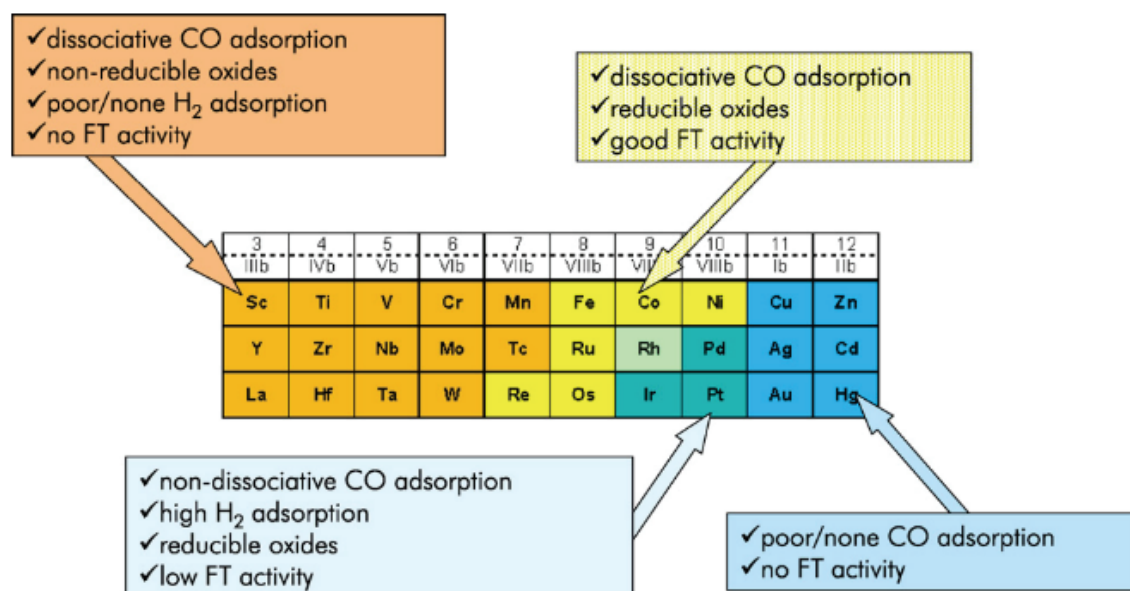 ✓dissociative CO adsorption
✓non-reducible oxides
✓poor/none H₂ adsorption
✓no FT activity
✓dissociative CO adsorption
✓reducible oxides
✓good FT activity
3 4 5 6 7 8 9 10 11 12
IIIb IVb Vb VIb VIIb VIIIb VIII VIIIb Ib IIb
Sc Ti V Cr Mn Fe Co Ni Cu Zn
Y Zr Nb Mo Tc Ru Rh Pd Ag Cd
La Hf Ta W Re Os Ir Pt Au Hg
✓non-dissociative CO adsorption
✓high H₂ adsorption
✓reducible oxides
✓low FT activity
✓poor/none CO adsorption
✓no FT activity